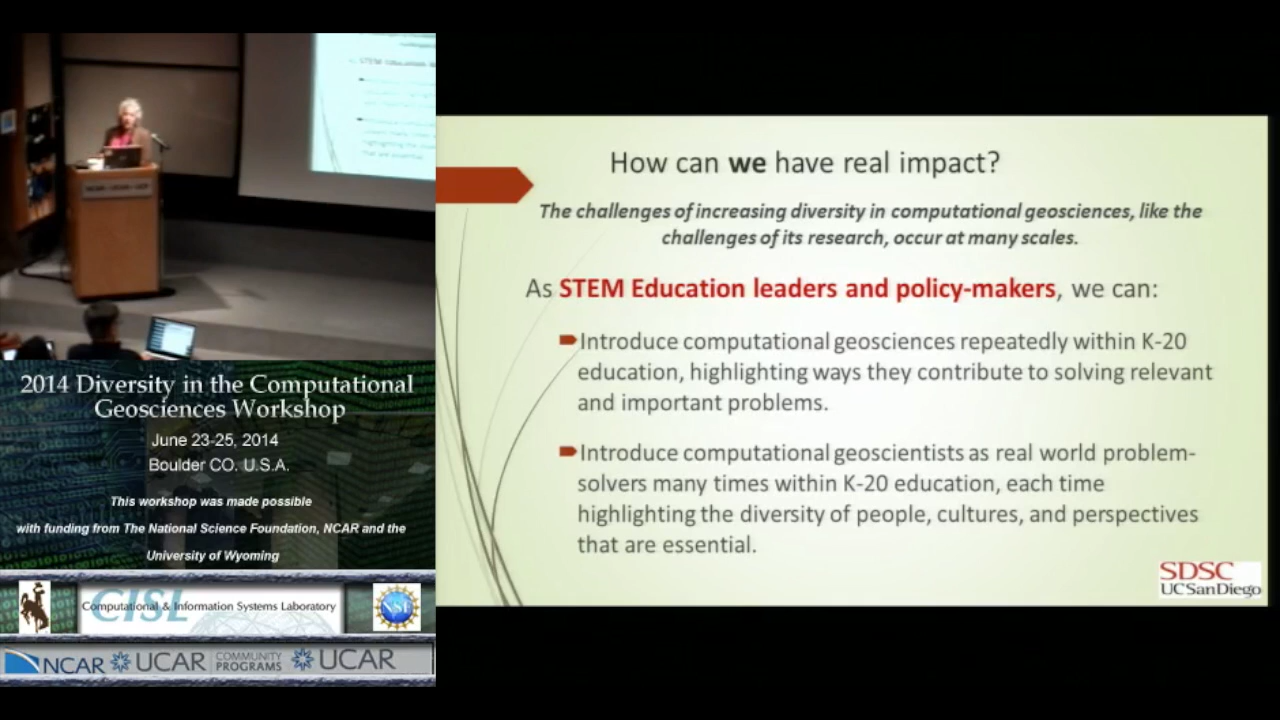 How can we have real impact?
The challenges of increasing diversity in computational geosciences, like the
challenges of its research, occur at many scales.
As STEM Education leaders and policy-makers, we can:
Introduce computational geosciences repeatedly within K-20
education, highlighting ways they contribute to solving relevant
and important problems.
Introduce computational geoscientists as real world problem-
solvers many times within K-20 education, each time
highlighting the diversity of people, cultures, and perspectives
that are essential.
SDSC
UC San Diego
2014 Diversity in the Computational
Geosciences Workshop
June 23-25, 2014
Boulder CO. U.S.A.
This workshop was made possible
with funding from The National Science Foundation, NCAR and the
University of Wyoming
CISL
Computational & Information Systems Laboratory
NSF
NCAR UCAR COMMUNITY PROGRAMS UCAR